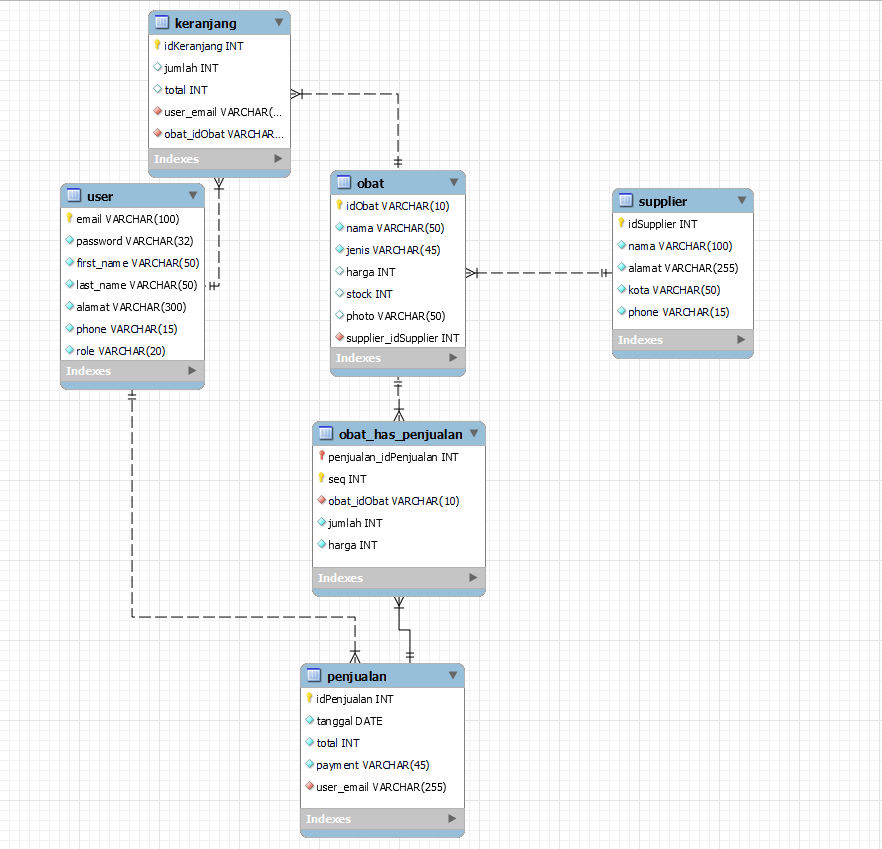 keranjang
idKeranjang INT
jumlah INT
total INT
user_email VARCHAR(...
obat_idObat VARCHAR...
Indexes
user
email VARCHAR(100)
password VARCHAR(32)
first_name VARCHAR(50)
last_name VARCHAR(50)
alamat VARCHAR(300)
phone VARCHAR(15)
role VARCHAR(20)
Indexes
obat
idObat VARCHAR(10)
nama VARCHAR(50)
jenis VARCHAR(45)
harga INT
stock INT
photo VARCHAR(50)
supplier_idSupplier INT
Indexes
supplier
idSupplier INT
nama VARCHAR(100)
alamat VARCHAR(255)
kota VARCHAR(50)
phone VARCHAR(15)
Indexes
obat_has_penjualan
penjualan_idPenjualan INT
seq INT
obat_idObat VARCHAR(10)
jumlah INT
harga INT
Indexes
penjualan
idPenjualan INT
tanggal DATE
total INT
payment VARCHAR(45)
user_email VARCHAR(255)
Indexes